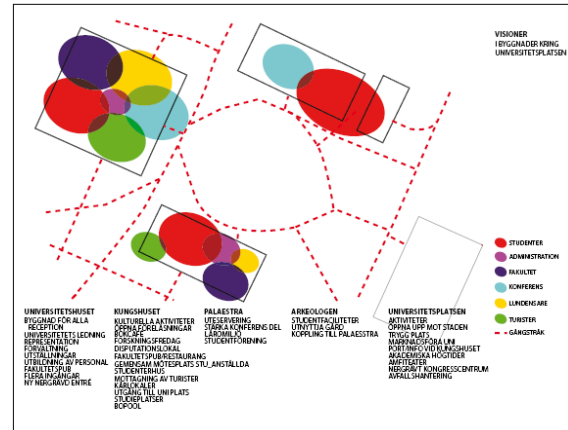 VISIONER
I BYGGNADER KRING
UNIVERSITETSPLATSEN
STUDENTER
ADMINISTRATION
FAKULTET
KONFERENS
LUNDENSARE
TURISTER
GÅNGSTRÅK
UNIVERSITETSHUSET
BYGGNAD FÖR ALLA
RECEPTION
UNIVERSITETS LEDNING
REPRESENTATION
FÖRVALTNING
UTSTÄLLNINGAR
UTBILDNING AV PERSONAL
FAKULTETSPUB
FLERA INGÅNGAR
NY NERGRÄVD ENTRÉ
KUNGSHUSET
KULTURELLA AKTIVITETER
ÖPPNA FÖRELÄSNINGAR
BOKCAFÉ
FORSKNINGSFREDAG
DISPUTATIONSLOKAL
FAKULTETSPUB/RESTAURANG
GEMENSAM MÖTESPLATS STU_ANSTÄLLDA
STUDENTERHUS
MOTTAGNING AV TURISTER
KÅRLOKALER
UTGÅNG TILL UNI PLATS
STUDIEPLATSER
BOPOOL
PALAESTRA
UTESERVERING
STÄRKA KONFERENS DEL
LÄROMILJÖ
STUDENTFÖRENING
ARKEOLOGEN
STUDENTFACILITETER
UTNYTTJA GÅRD
KOPPLING TILL PALAESSTRA
UNIVERSITETSPLATSEN
AKTIVITETER
ÖPPNA UPP MOT STADEN
TRYGG PLATS
MARKNADSFÖRA UNI
PORT/INFO VID KUNGSHUSET
AKADEMISKA HÖGTIDER
AMFITEATER
NERGRÄVT KONGRESSCENTRUM
AVFALLSHANTERING